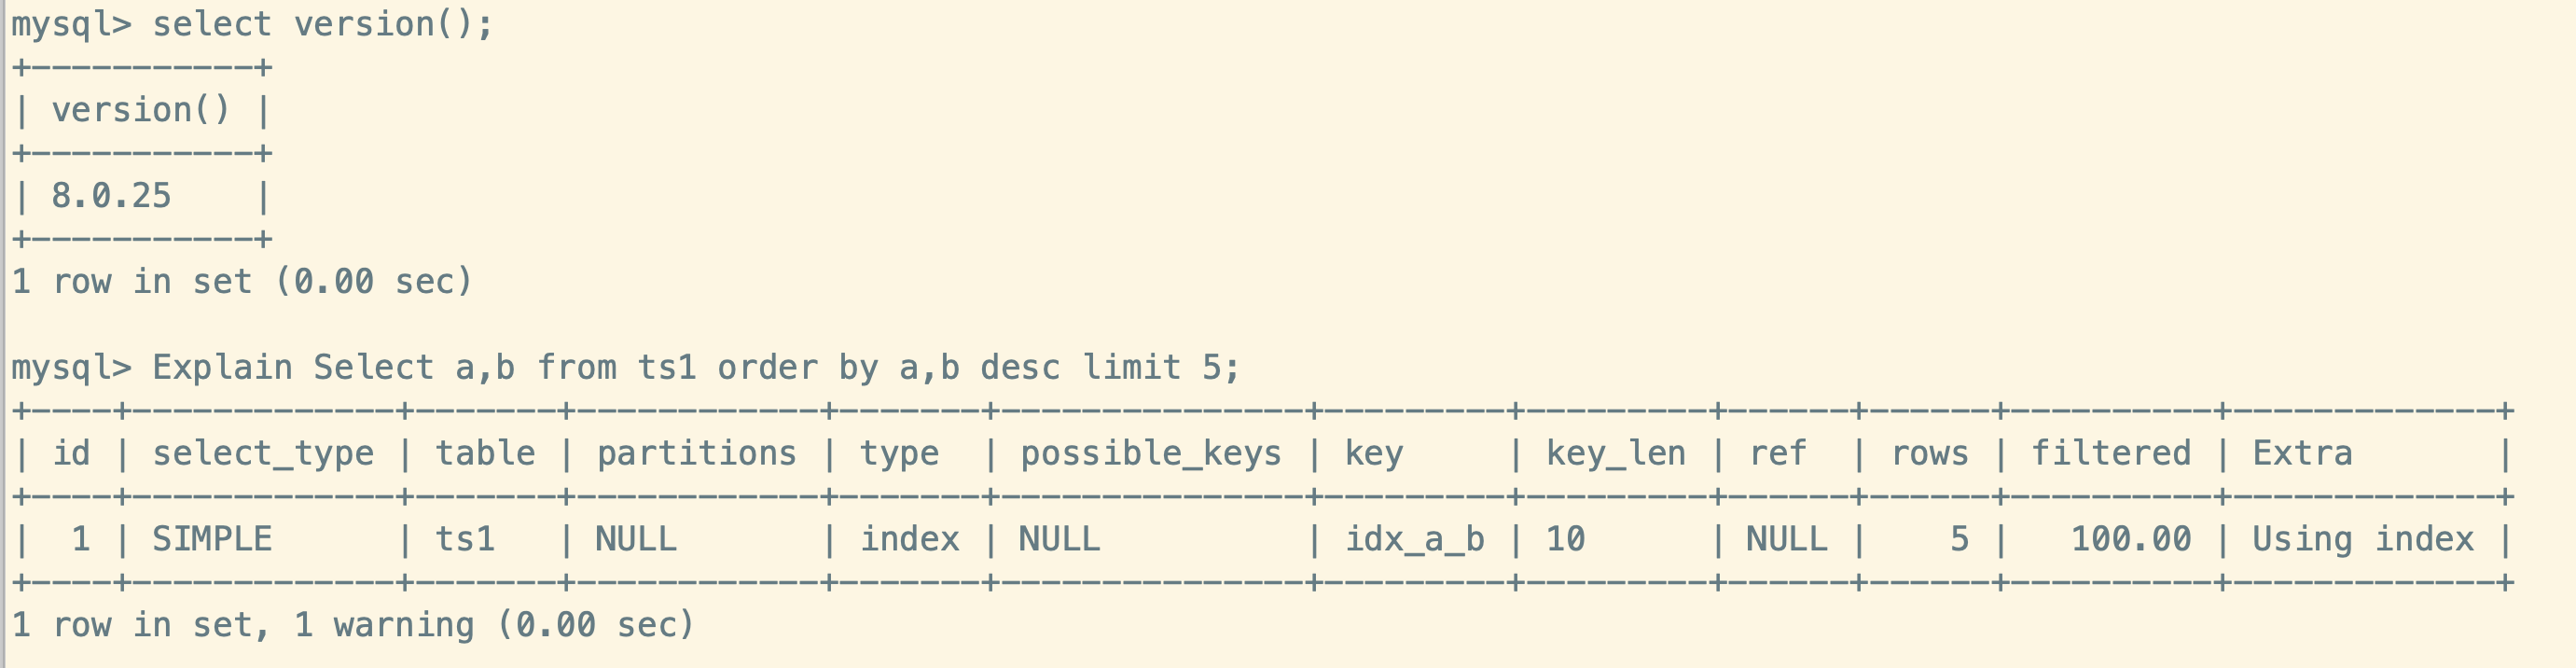 mysql> select version();
+-----------+
| version() |
+-----------+
| 8.0.25    |
+-----------+
1 row in set (0.00 sec)

mysql> Explain Select a,b from ts1 order by a,b desc limit 5;
+----+-------------+-------+------------+-------+---------------+---------+---------+------+------+----------+-------------+
| id | select_type | table | partitions | type  | possible_keys | key     | key_len | ref  | rows | filtered | Extra       |
+----+-------------+-------+------------+-------+---------------+---------+---------+------+------+----------+-------------+
|  1 | SIMPLE      | ts1   | NULL       | index | NULL          | idx_a_b | 10      | NULL |    5 |   100.00 | Using index |
+----+-------------+-------+------------+-------+---------------+---------+---------+------+------+----------+-------------+
1 row in set, 1 warning (0.00 sec)